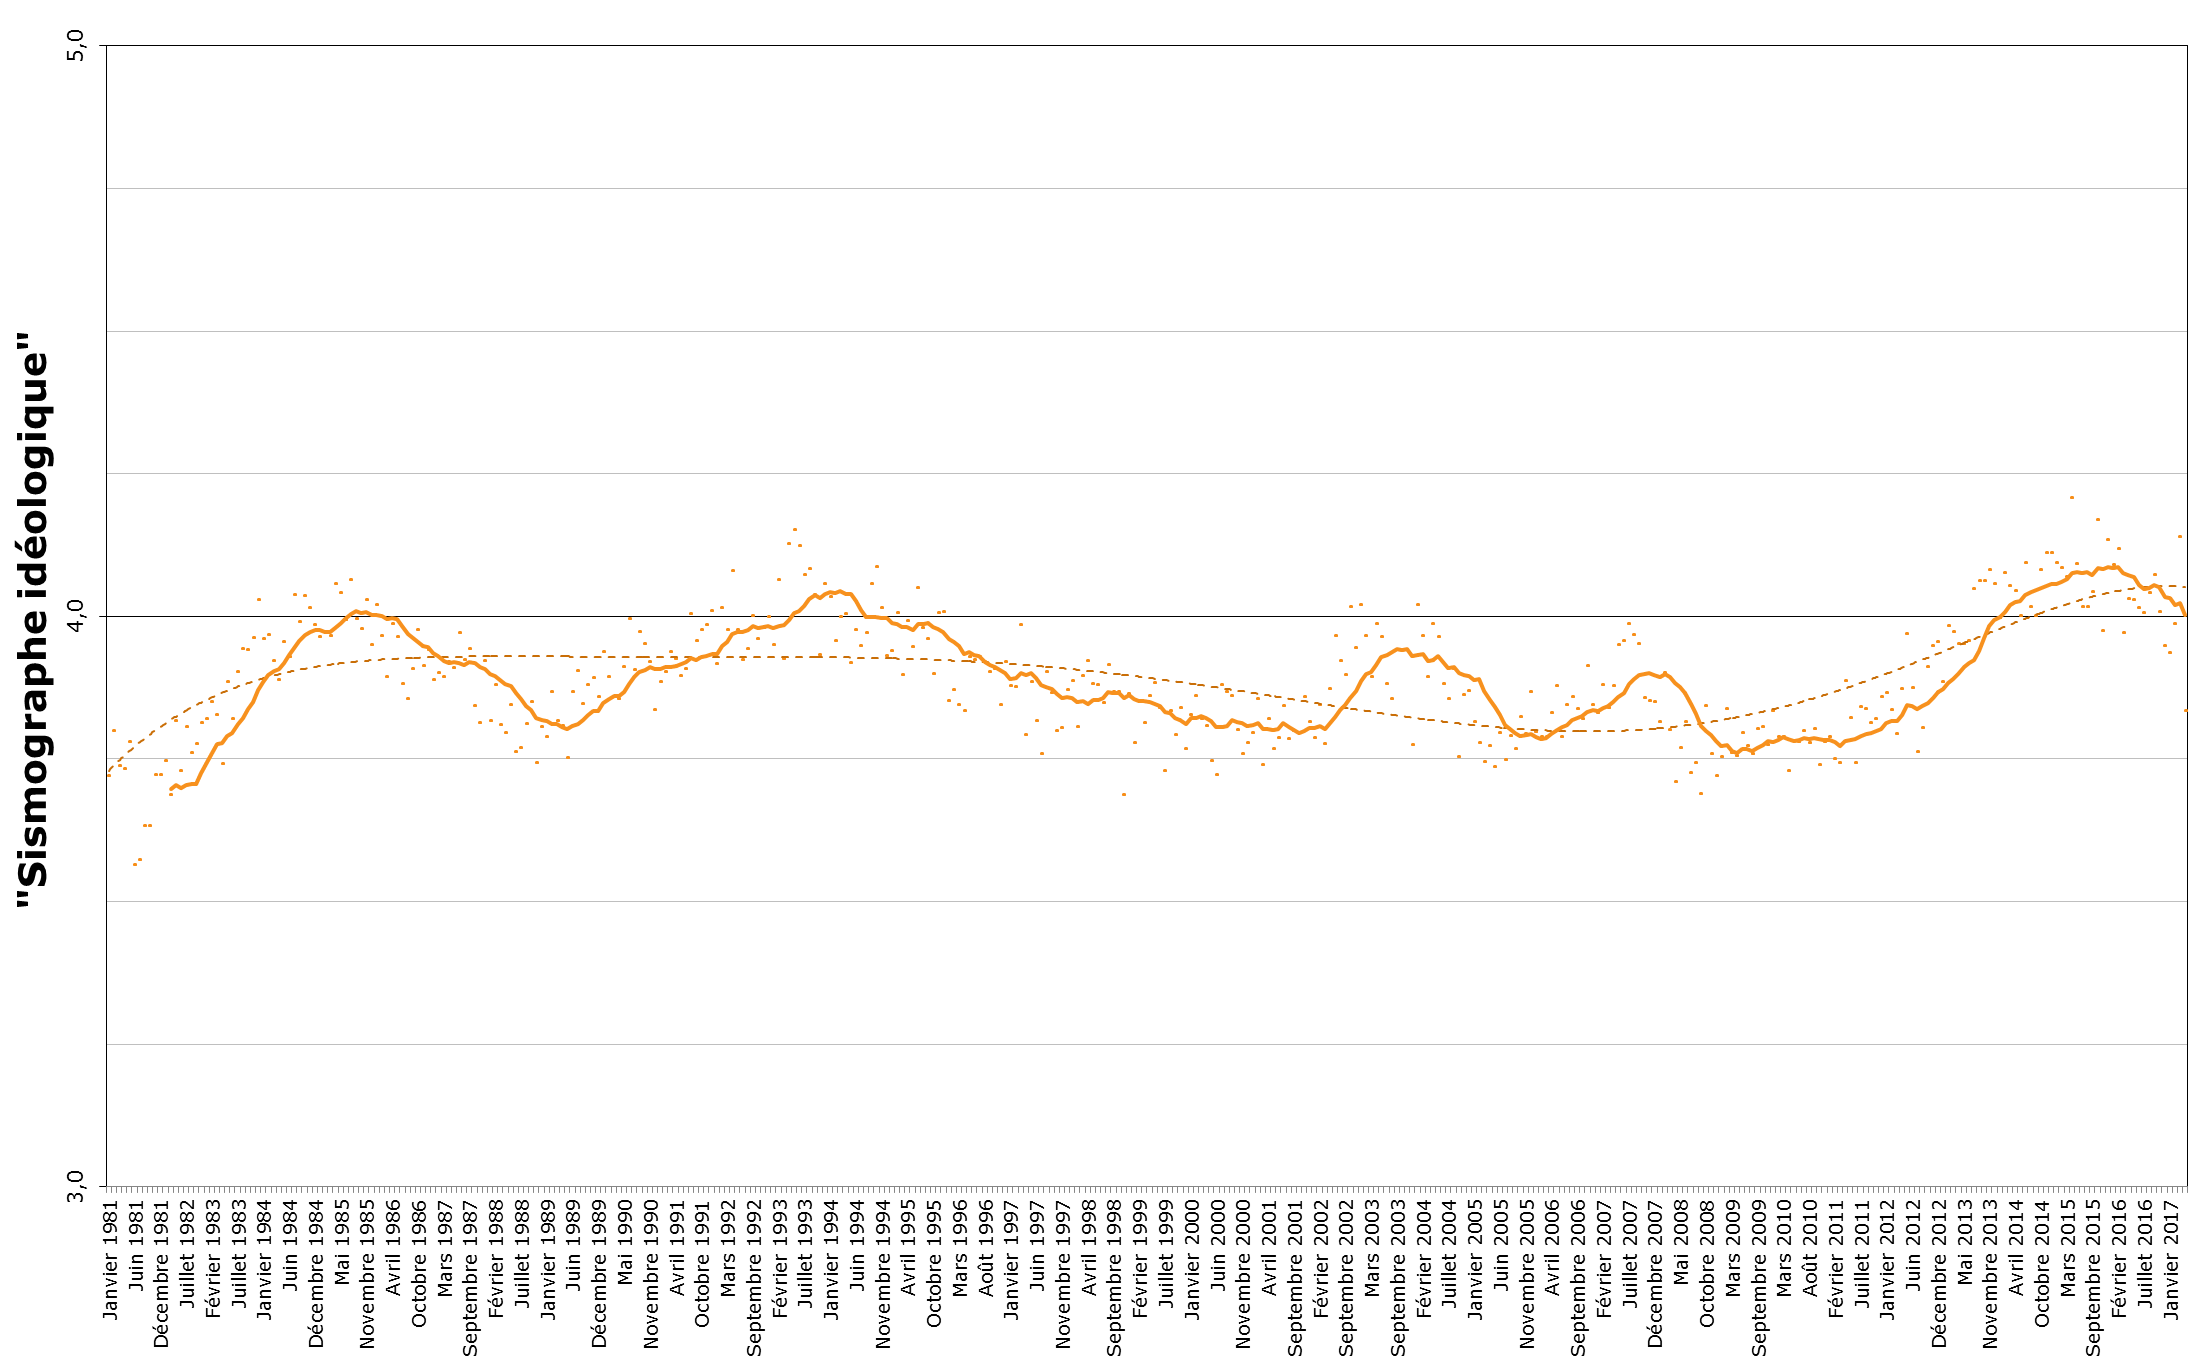 "Sismographe idéologique"
5,0
4,0
3,0
Janvier 1981
Juin 1981
Décembre 1981
Juillet 1982
Février 1983
Juillet 1983
Janvier 1984
Juin 1984
Décembre 1984
Mai 1985
Novembre 1985
Avril 1986
Octobre 1986
Mars 1987
Septembre 1987
Février 1988
Juillet 1988
Janvier 1989
Juin 1989
Décembre 1989
Mai 1990
Novembre 1990
Avril 1991
Octobre 1991
Mars 1992
Septembre 1992
Février 1993
Juillet 1993
Janvier 1994
Juin 1994
Novembre 1994
Avril 1995
Octobre 1995
Mars 1996
Août 1996
Janvier 1997
Juin 1997
Novembre 1997
Avril 1998
Septembre 1998
Février 1999
Juillet 1999
Janvier 2000
Juin 2000
Novembre 2000
Avril 2001
Septembre 2001
Février 2002
Septembre 2002
Mars 2003
Septembre 2003
Février 2004
Juillet 2004
Janvier 2005
Juin 2005
Novembre 2005
Avril 2006
Septembre 2006
Février 2007
Juillet 2007
Décembre 2007
Mai 2008
Octobre 2008
Mars 2009
Septembre 2009
Mars 2010
Août 2010
Février 2011
Juillet 2011
Janvier 2012
Juin 2012
Décembre 2012
Mai 2013
Novembre 2013
Avril 2014
Octobre 2014
Mars 2015
Septembre 2015
Février 2016
Juillet 2016
Janvier 2017